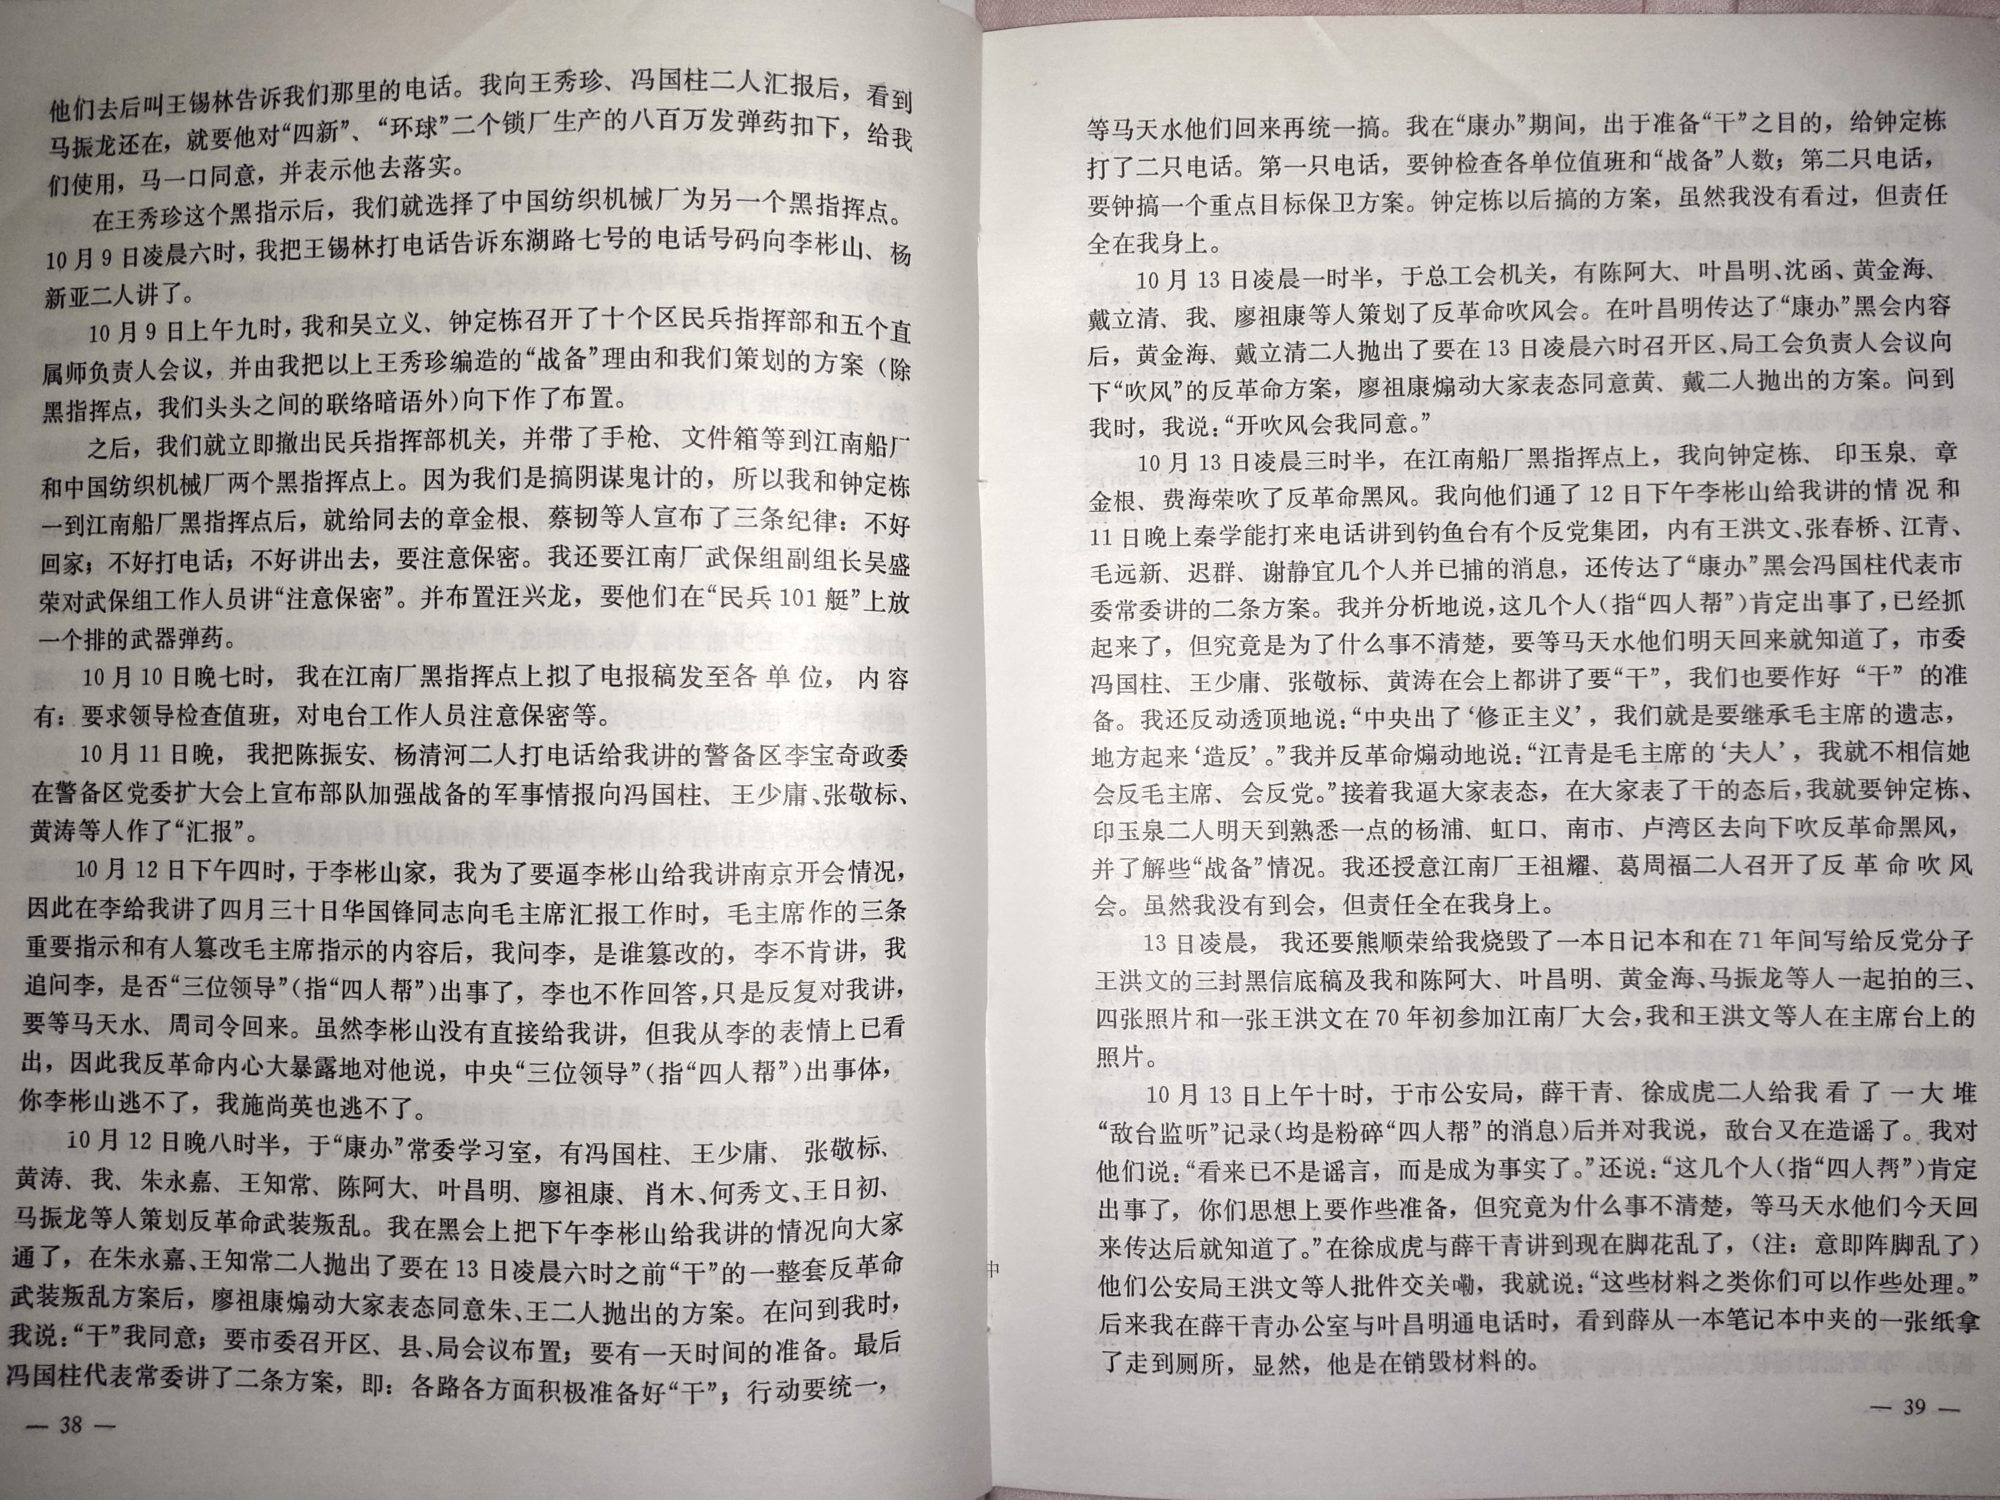 他们去后叫王锡林告诉我们那里的电话。我向王秀珍、冯国柱二人汇报后，看到
马振龙还在，就要他对“四新”、“环球”二个锁厂生产的八百万发弹药扣下，给我
们使用，马一口同意，并表示他去落实。
在王秀珍这个黑指示后，我们就选择了中国纺织机械厂为另一个黑指挥点。
10月9日凌晨六时，我把王锡林打电话告诉东湖路七号的电话号码向李彬山、杨
新亚二人讲了。
10月9日上午九时，我和吴立义、钟定栋召开了十个区民兵指挥部和五个直
属师负责人会议，并由我把以上王秀珍编造的“战备”理由和我们策划的方案（除
黑指挥点，我们头头之间的联络暗语外）向下作了布置。
之后，我们就立即撤出民兵指挥部机关，并带了手枪、文件箱等到江南船厂
和中国纺织机械厂两个黑指挥点上。因为我们是搞阴谋鬼计的，所以我和钟定栋
一到江南船厂黑指挥点后，就给同去的章金根、蔡韧等人宣布了三条纪律：不好
回家；不好打电话；不好讲出去，要注意保密。我还要江南厂武保组副组长吴盛
荣对武保组工作人员讲“注意保密”。并布置汪兴龙，要他们在“民兵101艇”上放
一个排的武器弹药。
10月10日晚七时，我在江南厂黑指挥点上拟了电报稿发至各单位，内容
有：要求领导检查值班，对电台工作人员注意保密等。
10月11日晚，我把陈振安、杨清河二人打电话给我讲的警备区李宝奇政委
在警备区党委扩大会上宣布部队加强战备的军事情报向冯国柱、王少庸、张敬标、
黄涛等人作了“汇报”。
10月12日下午四时，于李彬山家，我为了要逼李彬山给我讲南京开会情况，
因此在李给我讲了四月三十日华国锋同志向毛主席汇报工作时，毛主席作的三条
重要指示和有人篡改毛主席指示的内容后，我问李，是谁篡改的，李不肯讲，我
追问李，是否“三位领导”（指“四人帮”）出事了，李也不作回答，只是反复对我讲，
要等马天水、周司令回来。虽然李彬山没有直接给我讲，但我从李的表情上已看
出，因此我反革命内心大暴露地对他说，中央“三位领导”（指“四人帮”）出事体，
你李彬山逃不了，我施尚英也逃不了。
10月12日晚八时半，于“康办”常委学习室，有冯国柱、王少庸、张敬标、
黄涛、我、朱永嘉、王知常、陈阿大、叶昌明、廖祖康、肖木、何秀文、王日初、
马振龙等人策划反革命武装叛乱。我在黑会上把下午李彬山给我讲的情况向大家
通了，在朱永嘉、王知常二人抛出了要在13日凌晨六时之前“干”的一整套反革命
武装叛乱方案后，廖祖康煽动大家表态同意朱、王二人抛出的方案。在问到我时，
我说：“干”我同意；要市委召开区、县、局会议布置；要有一天时间的准备。最后
冯国柱代表常委讲了二条方案，即：各路各方面积极准备好“干”；行动要统一，
— 38 —
等马天水他们回来再统一搞。我在“康办”期间，出于准备“干”之目的，给钟定栋
打了二只电话。第一只电话，要钟检查各单位值班和“战备”人数；第二只电话，
要钟搞一个重点目标保卫方案。钟定栋以后搞的方案，虽然我没有看过，但责任
全在我身上。
10月13日凌晨一时半，于总工会机关，有陈阿大、叶昌明、沈函、黄金海、
戴立清、我、廖祖康等人策划了反革命吹风会。在叶昌明传达了“康办”黑会内容
后，黄金海、戴立清二人抛出了要在13日凌晨六时召开区、局工会负责人会议向
下“吹风”的反革命方案，廖祖康煽动大家表态同意黄、戴二人抛出的方案。问到
我时，我说：“开吹风会我同意。”
10月13日凌晨三时半，在江南船厂黑指挥点上，我向钟定栋、印玉泉、章
金根、费海荣吹了反革命黑风。我向他们通了12日下午李彬山给我讲的情况和
11日晚上秦学能打来电话讲到钓鱼台有个反党集团，内有王洪文、张春桥、江青、
毛远新、迟群、谢静宜几个人并已捕的消息，还传达了“康办”黑会冯国柱代表市
委常委讲的二条方案。我并分析地说，这几个人（指“四人帮”）肯定出事了，已经抓
起来了，但究竟是为了什么事不清楚，要等马天水他们明天回来就知道了，市委
冯国柱、王少庸、张敬标、黄涛在会上都讲了要“干”，我们也要作好“干”的准
备。我还反动透顶地说：“中央出了‘修正主义’，我们就是要继承毛主席的遗志，
地方起来‘造反’。”我并反革命煽动地说：“江青是毛主席的‘夫人’，我就不相信她
会反毛主席、会反党。”接着我逼大家表态，在大家表了干的态后，我就要钟定栋、
印玉泉二人明天到熟悉一点的杨浦、虹口、南市、卢湾区去向下吹反革命黑风，
并了解些“战备”情况。我还授意江南厂王祖耀、葛周福二人召开了反革命吹风
会。虽然我没有到会，但责任全在我身上。
13日凌晨，我还要熊顺荣给我烧毁了一本日记本和在71年间写给反党分子
王洪文的三封黑信底稿及我和陈阿大、叶昌明、黄金海、马振龙等人一起拍的三、
四张照片和一张王洪文在70年初参加江南厂大会，我和王洪文等人在主席台上的
照片。
10月13日上午十时，于市公安局，薛干青、徐成虎二人给我看了一大堆
“敌台监听”记录（均是粉碎“四人帮”的消息）后并对我说，敌台又在造谣了。我对
他们说：“看来已不是谣言，而是成为事实了。”还说：“这几个人（指“四人帮”）肯定
出事了，你们思想上要作些准备，但究竟为什么事不清楚，等马天水他们今天回
来传达后就知道了。”在徐成虎与薛干青讲到现在脚花乱了，（注：意即阵脚乱了）
他们公安局王洪文等人批件交关嘞，我就说：“这些材料之类你们可以作些处理。”
后来我在薛干青办公室与叶昌明通电话时，看到薛从一本笔记本中夹的一张纸拿
了走到厕所，显然，他是在销毁材料的。
— 39 —